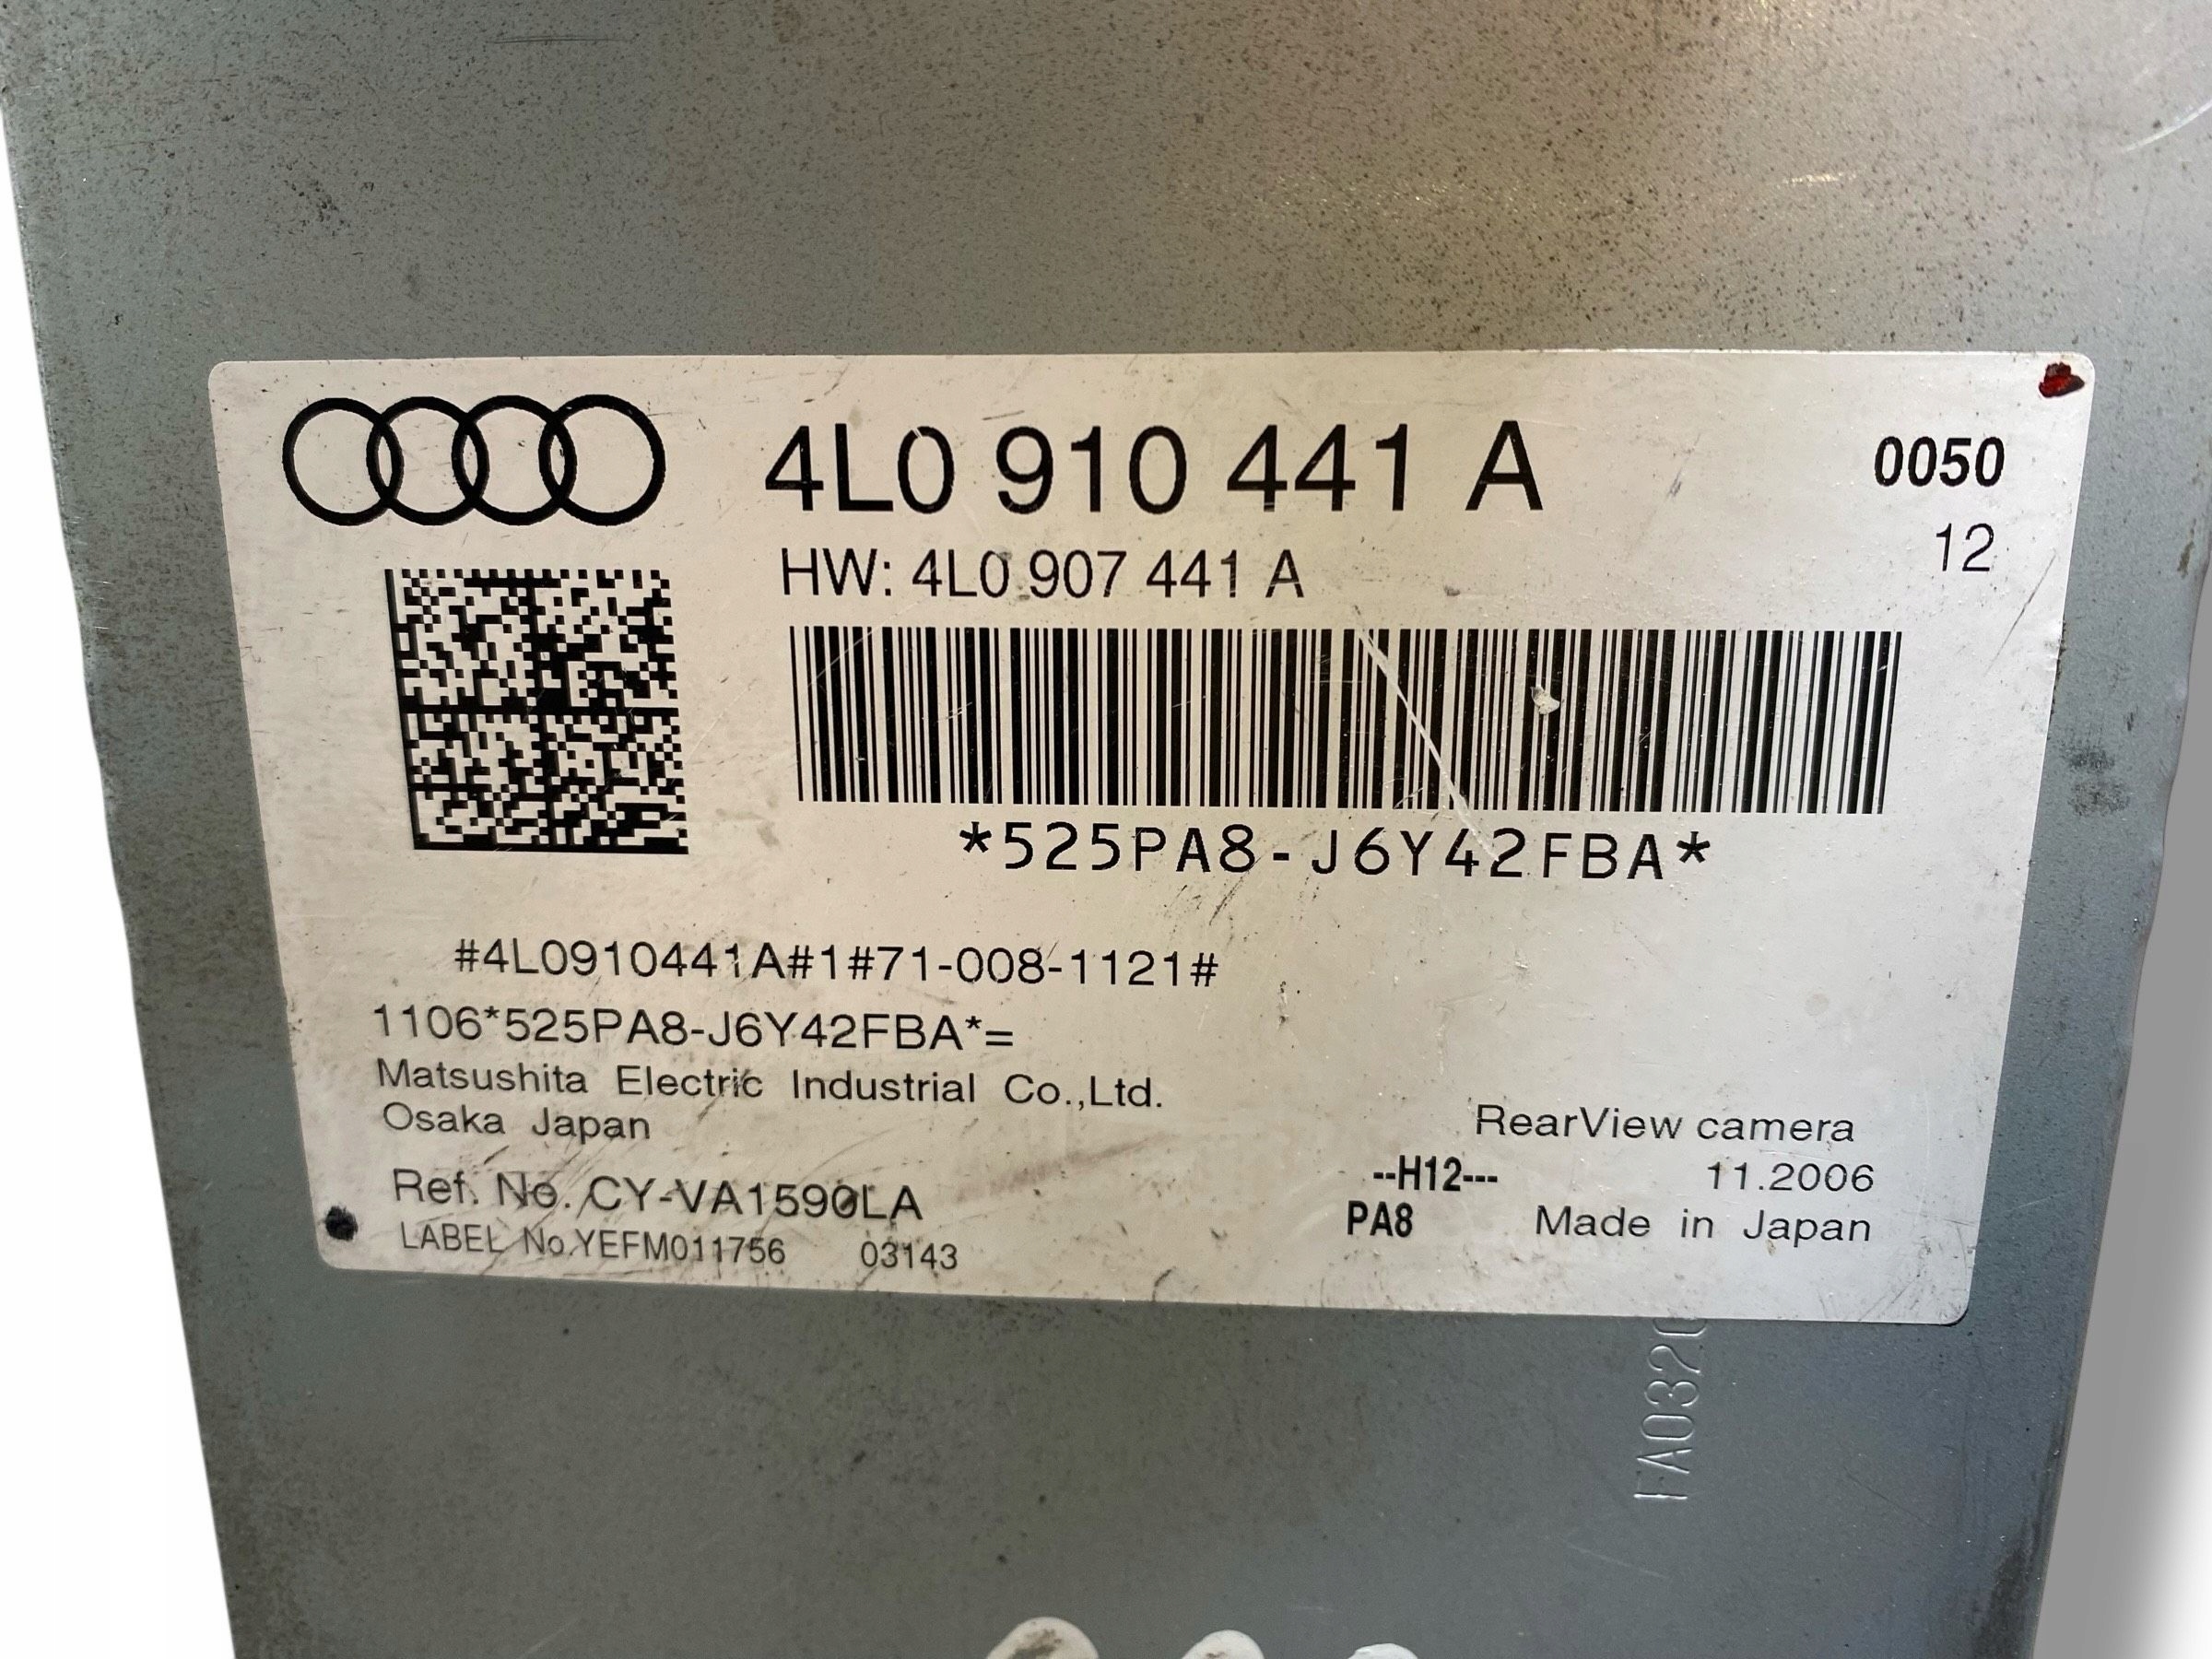 4L0 910 441 A
0050
HW: 4L0 907 441 A
12
*525PA8-J6Y42FBA*
#4L0910441A#1#71-008-1121#
1106*525PA8-J6Y42FBA*=
Matsushita Electric Industrial Co.,Ltd.
Osaka Japan
RearView camera
--H12---
11.2006
Ref. No. CY-VA1590LA
PA8
Made in Japan
LABEL No.YEFM011756 03143